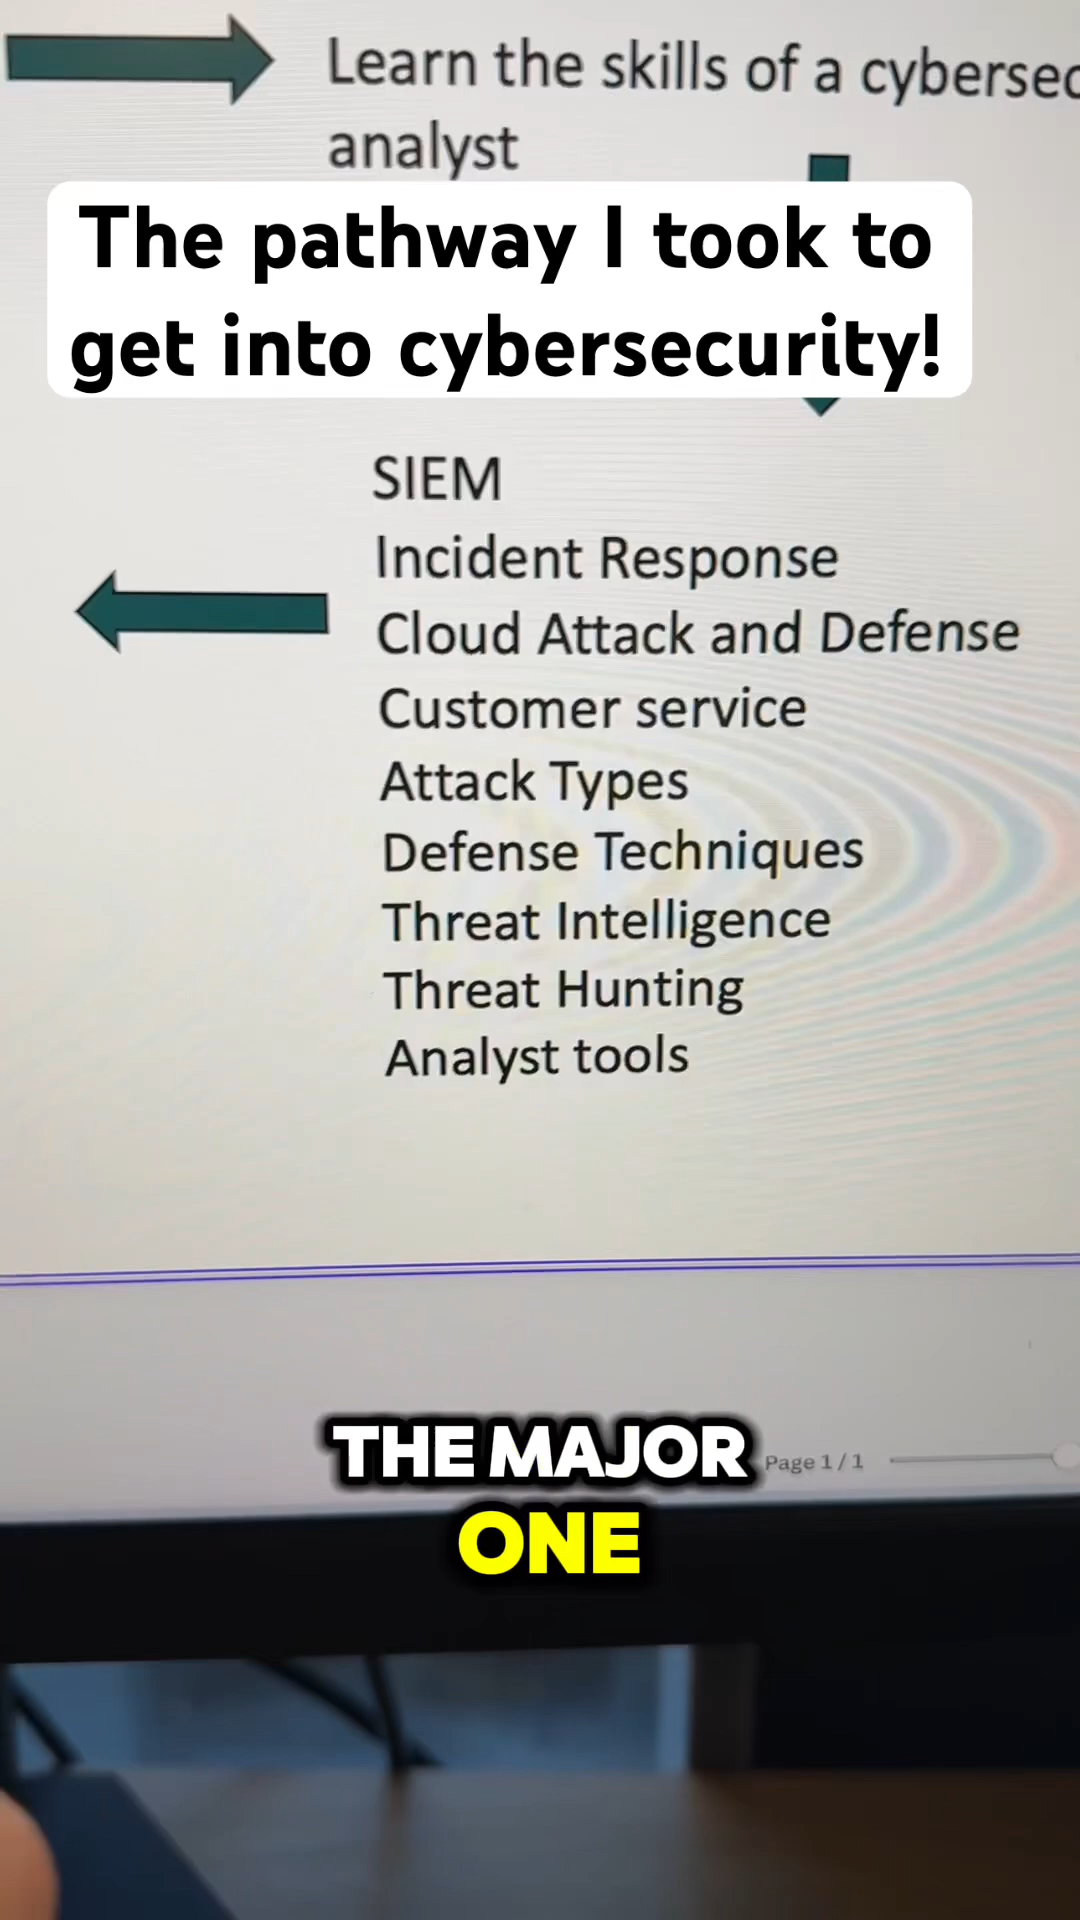 Learn the skills of a
analyst
The pathway I took to
get into cybersecurity!
SIEM
Incident Response
Cloud Attack and Defense
Customer service
Attack Types
Defense Techniques
Threat Intelligence
Threat Hunting
Analyst tools
THE MAJOR
Page 1 / 1
ONE